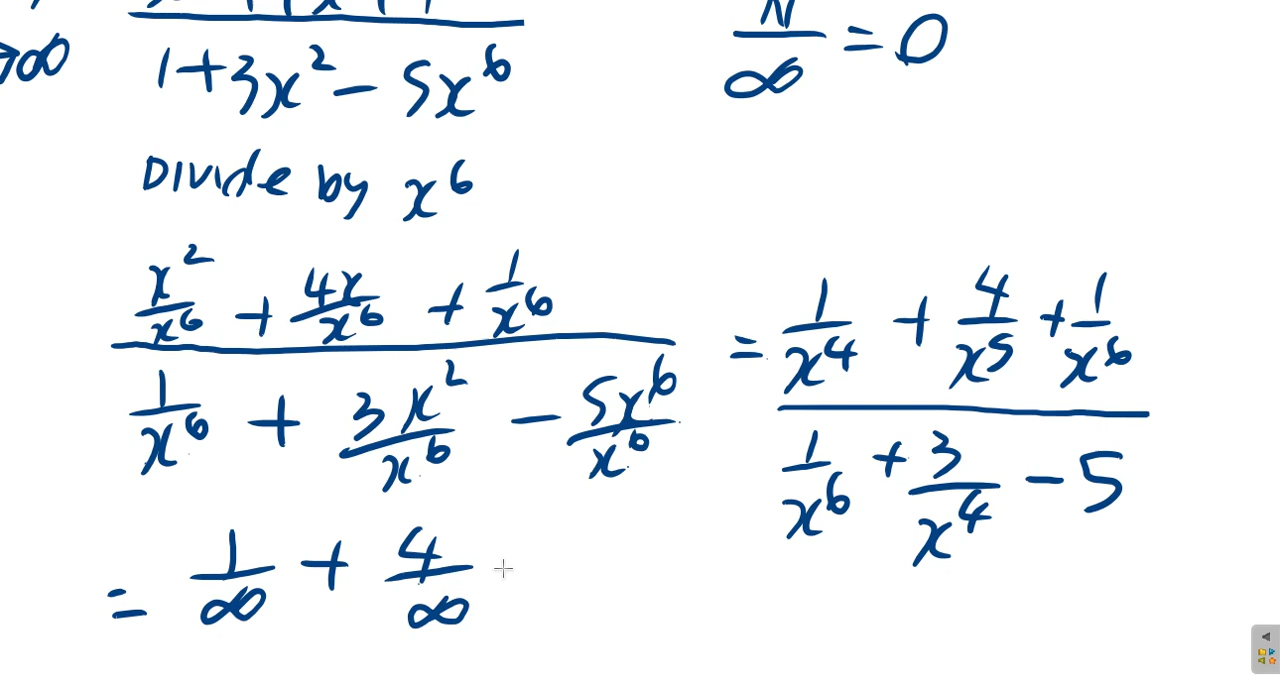 →∞ 1+3x² - 5x⁶
N/∞ = 0
Divide by x⁶
x²/x⁶ + 4x/x⁶ + 1/x⁶
1/x⁶ + 3x²/x⁶ - 5x⁶/x⁶
= 1/x⁴ + 4/x⁵ + 1/x⁶
1/x⁶ + 3/x⁴ - 5
= 1/∞ + 4/∞